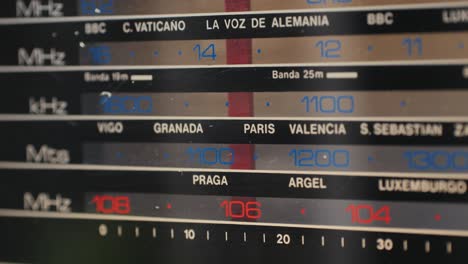 MHz
BBC C. VATICANO LA VOZ DE ALEMANIA BBC
MHz 14 12 11
Banda 19m Banda 25m
kHz 1100
VIGO GRANADA PARIS VALENCIA S. SEBASTIAN
Mts 1100 1200 1300
PRAGA ARGEL LUXEMBURGO
MHz 108 106 104
0 10 20 30